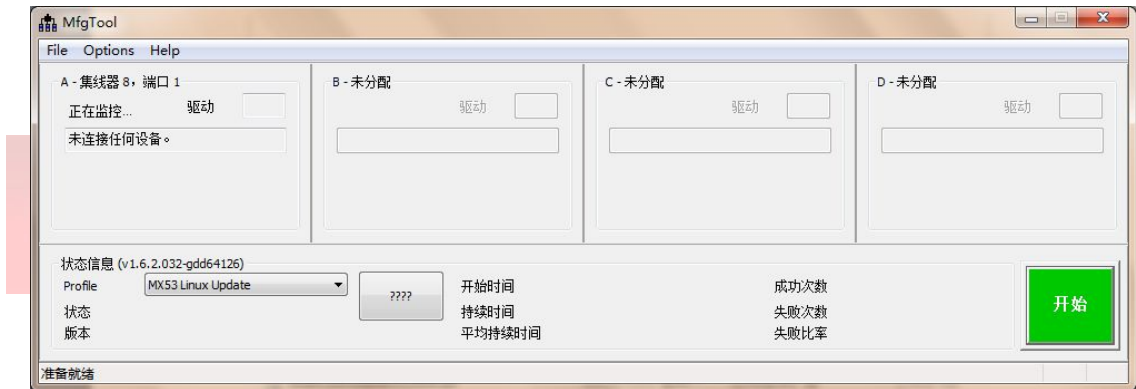 MfgTool
File Options Help
A - 集线器 8，端口 1
正在监控... 驱动
未连接任何设备。
B - 未分配
驱动
C - 未分配
驱动
D - 未分配
驱动
状态信息 (v1.6.2.032-gdd64126)
Profile MX53 Linux Update
状态
版本
????
开始时间
持续时间
平均持续时间
成功次数
失败次数
失败比率
开始
准备就绪